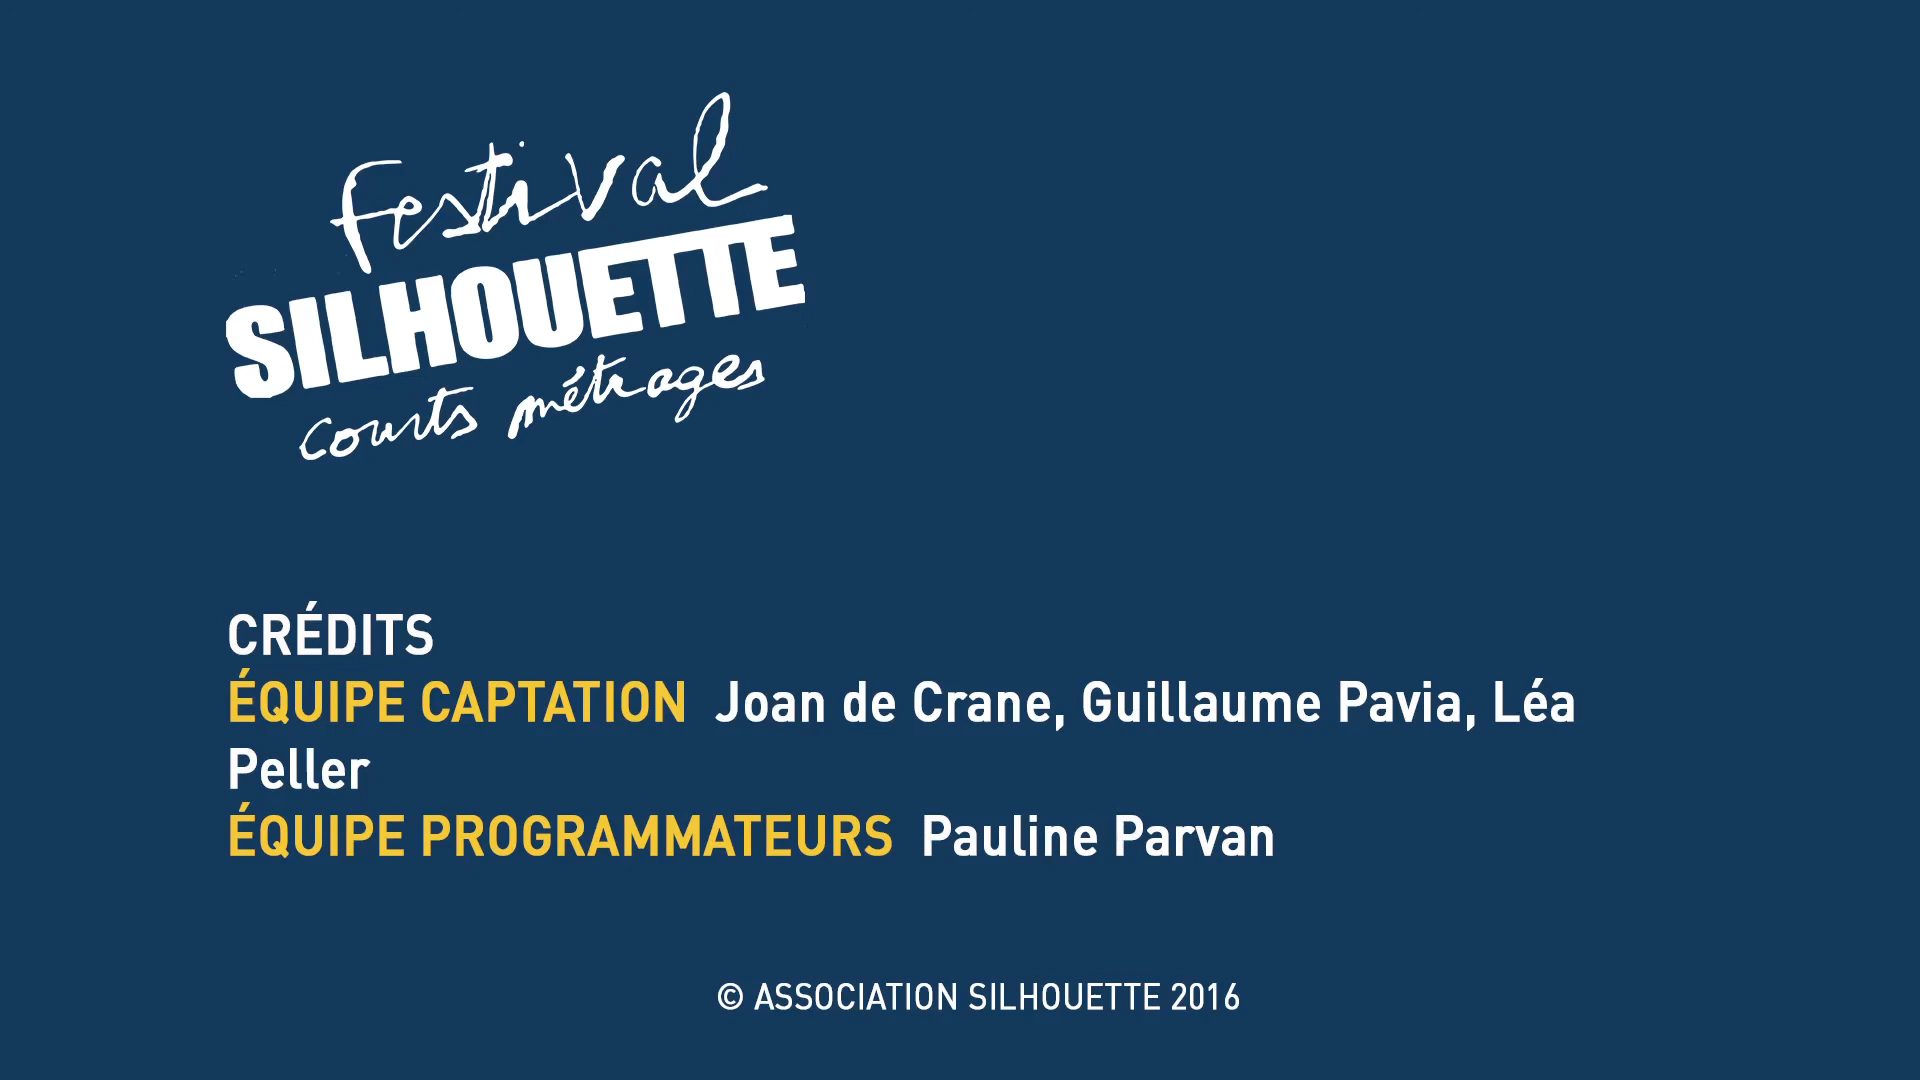 festival
SILHOUETTE
courts métrages
CRÉDITS
ÉQUIPE CAPTATION Joan de Crane, Guillaume Pavia, Léa
Peller
ÉQUIPE PROGRAMMATEURS Pauline Parvan
© ASSOCIATION SILHOUETTE 2016